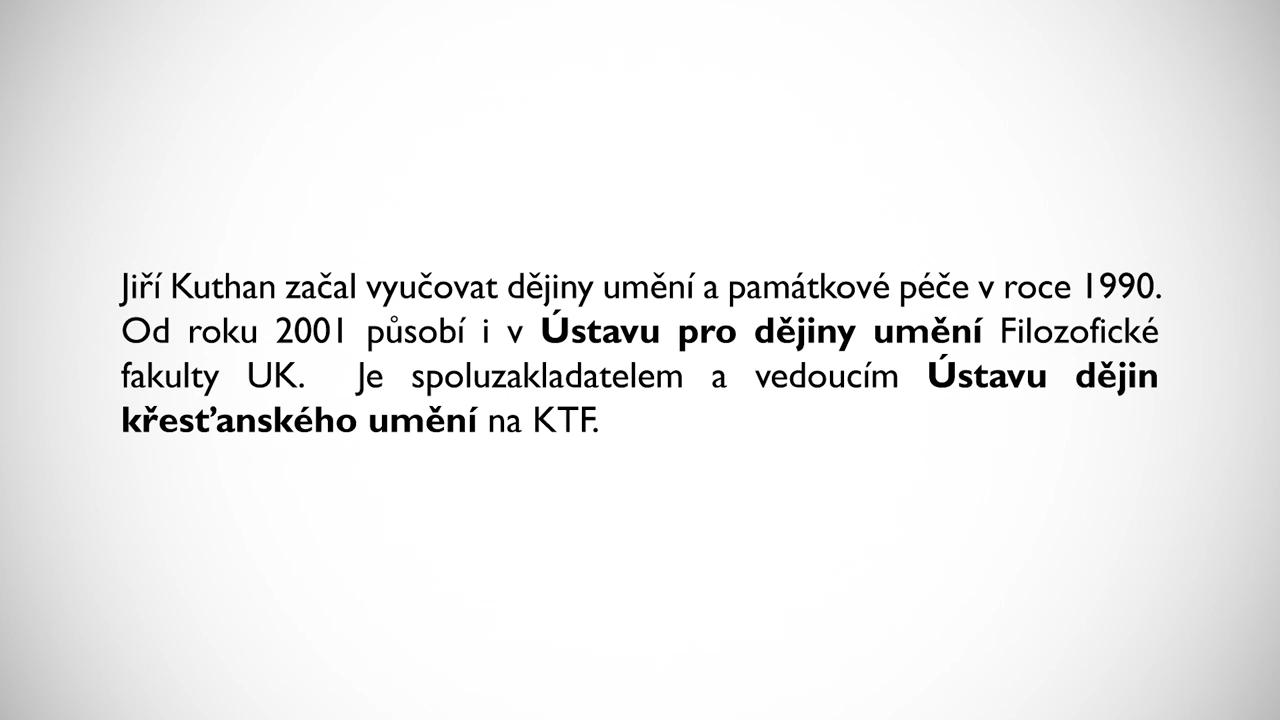 Jiří Kuthan začal vyučovat dějiny umění a památkové péče v roce 1990.
Od roku 2001 působí i v Ústavu pro dějiny umění Filozofické
fakulty UK. Je spoluzakladatelem a vedoucím Ústavu dějin
křesťanského umění na KTF.